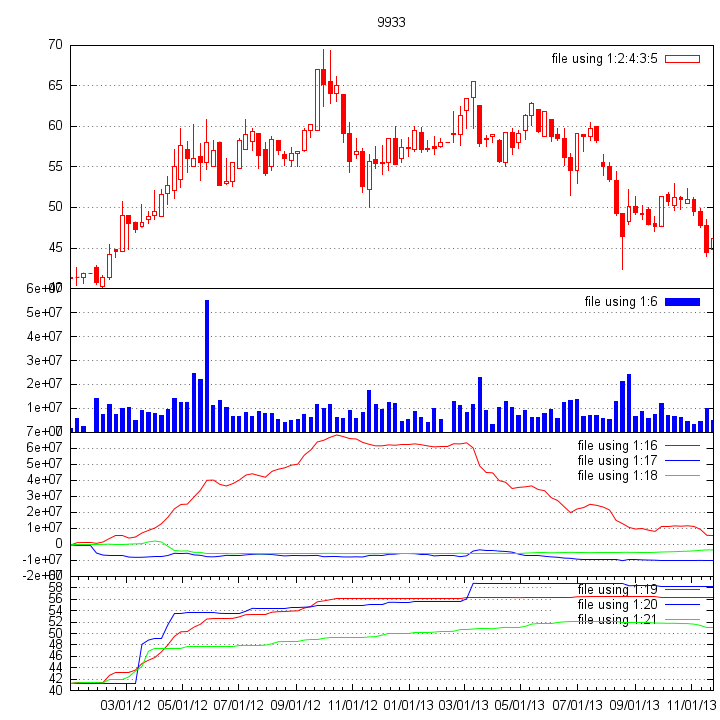 9933
70
file using 1:2:4:3:5
65
60
55
50
45
40
6e+07
file using 1:6
5e+07
4e+07
3e+07
2e+07
1e+07
0
7e+07
file using 1:16
6e+07
file using 1:17
5e+07
file using 1:18
4e+07
3e+07
2e+07
1e+07
0
-1e+07
-2e+07
60
58
file using 1:19
56
file using 1:20
54
file using 1:21
52
50
48
46
44
42
40
03/01/12 05/01/12 07/01/12 09/01/12 11/01/12 01/01/13 03/01/13 05/01/13 07/01/13 09/01/13 11/01/13